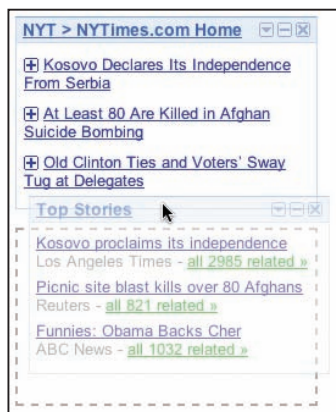 NYT > NYTimes.com Home
Kosovo Declares Its Independence
From Serbia
At Least 80 Are Killed in Afghan
Suicide Bombing
Old Clinton Ties and Voters' Sway
Tug at Delegates
Top Stories
Kosovo proclaims its independence
Los Angeles Times - all 2985 related »
Picnic site blast kills over 80 Afghans
Reuters - all 821 related »
Funnies: Obama Backs Cher
ABC News - all 1032 related »